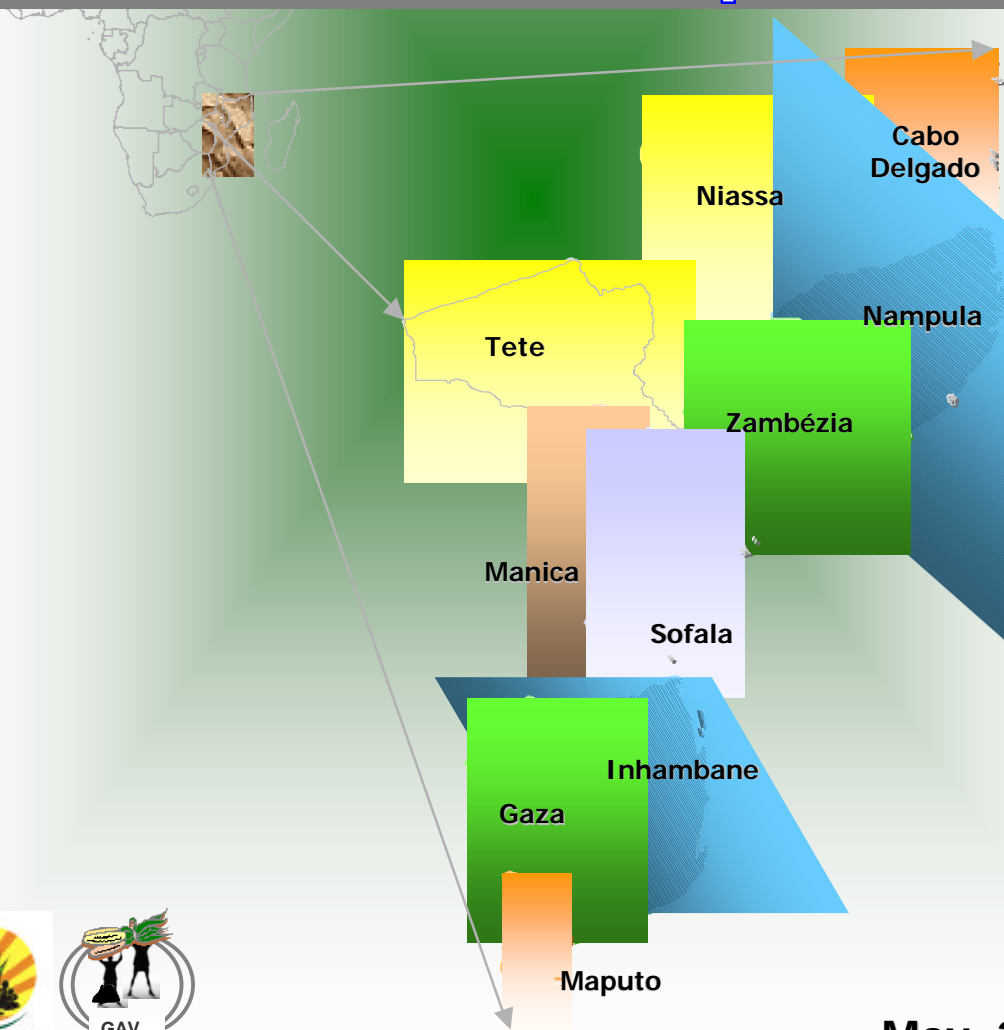 Cabo
Delgado
Niassa
Nampula
Tete
Zambézia
Manica
Sofala
Inhambane
Gaza
Maputo
GAV